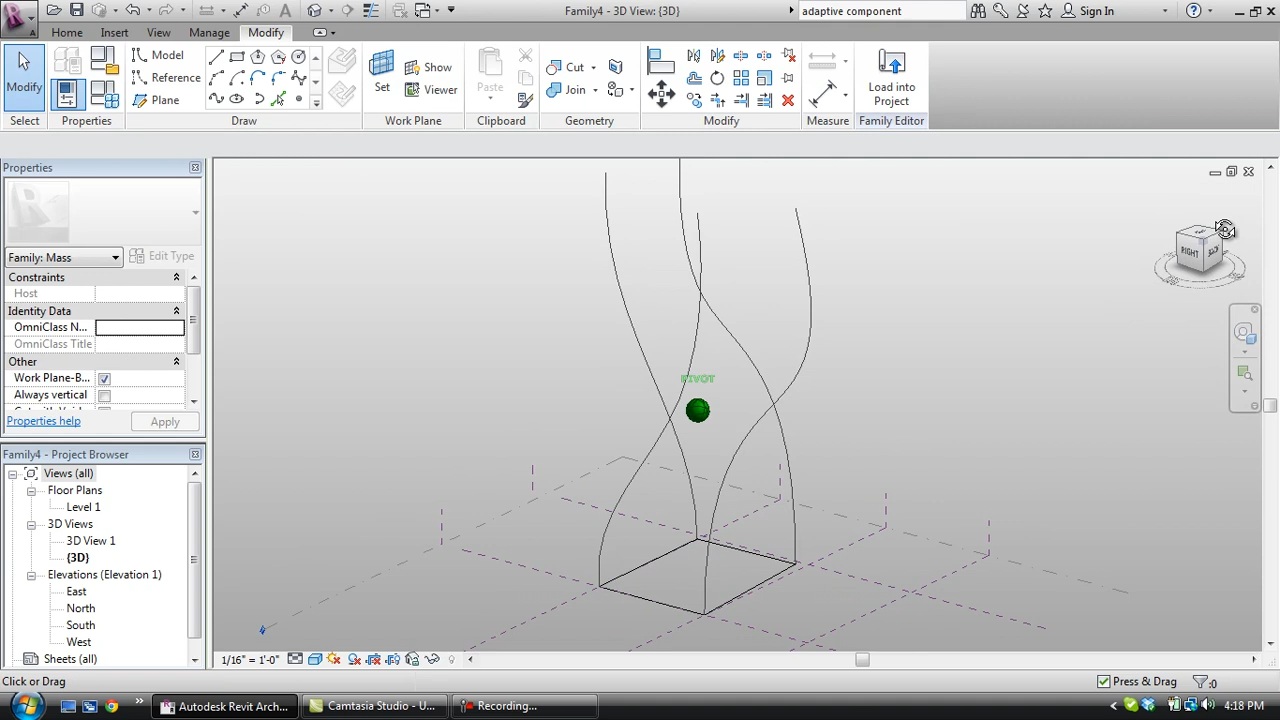 Family4 - 3D View: {3D}
adaptive component
Sign In
Home Insert View Manage Modify
Modify
Model
Reference
Plane
Set
Show
Viewer
Paste
Cut
Join
Load into
Project
Select
Properties
Draw
Work Plane
Clipboard
Geometry
Modify
Measure
Family Editor
Properties
Family: Mass
Edit Type
Constraints
Host
Identity Data
OmniClass N...
OmniClass Title
Other
Work Plane-B...
Always vertical
Properties help
Apply
Family4 - Project Browser
Views (all)
Floor Plans
Level 1
3D Views
3D View 1
{3D}
Elevations (Elevation 1)
East
North
South
West
Sheets (all)
PIVOT
RIGHT
BACK
1/16" = 1'-0"
Click or Drag
Press & Drag
:0
Autodesk Revit Arch...
Camtasia Studio - U...
Recording...
4:18 PM